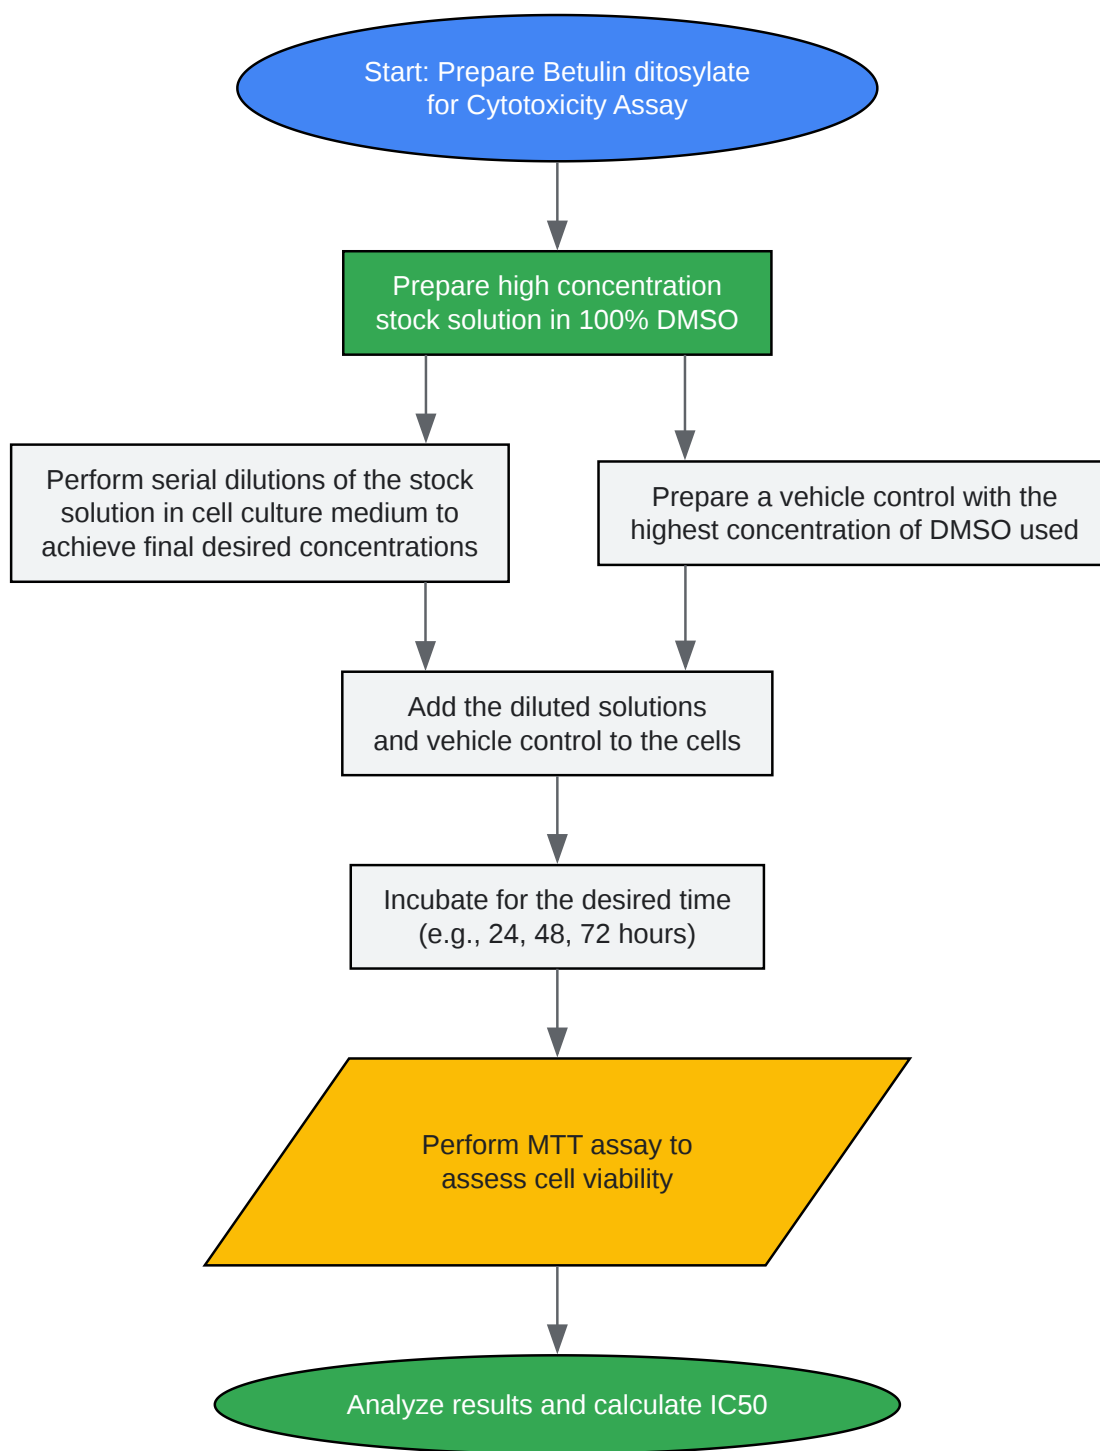 Start: Prepare Betulin ditosylate
for Cytotoxicity Assay
Prepare high concentration
stock solution in 100% DMSO
Perform serial dilutions of the stock
solution in cell culture medium to
achieve final desired concentrations
Prepare a vehicle control with the
highest concentration of DMSO used
Add the diluted solutions
and vehicle control to the cells
Incubate for the desired time
(e.g., 24, 48, 72 hours)
Perform MTT assay to
assess cell viability
Analyze results and calculate IC50